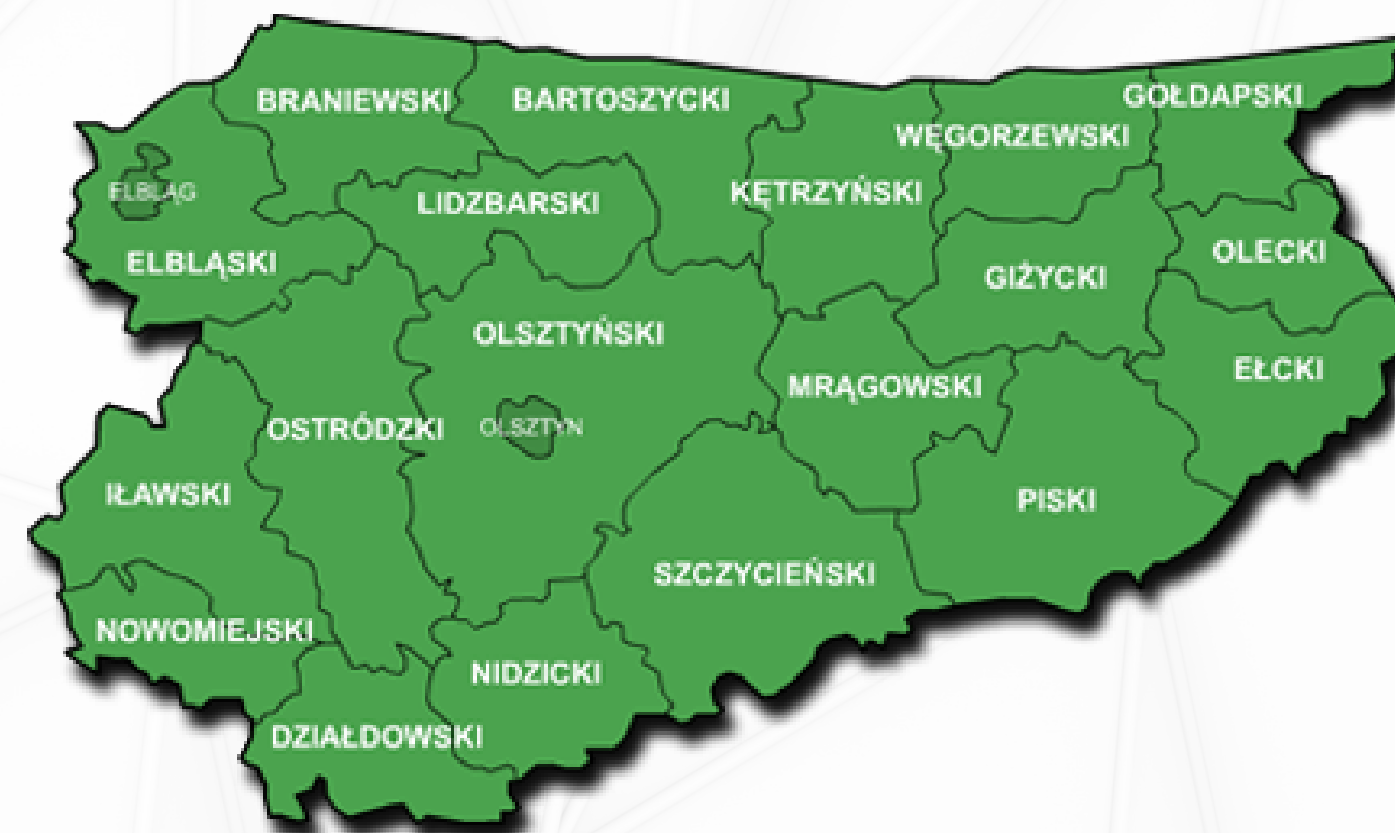 BRANIEWSKI
BARTOSZYCKI
GOŁDAPSKI
WĘGORZEWSKI
ELBLĄG
LIDZBARSKI
KĘTRZYŃSKI
ELBLĄSKI
GIŻYCKI
OLECKI
OLSZTYŃSKI
MRĄGOWSKI
EŁCKI
OSTRÓDZKI
OLSZTYN
IŁAWSKI
PISKI
SZCZYCIEŃSKI
NOWOMIEJSKI
NIDZICKI
DZIAŁDOWSKI